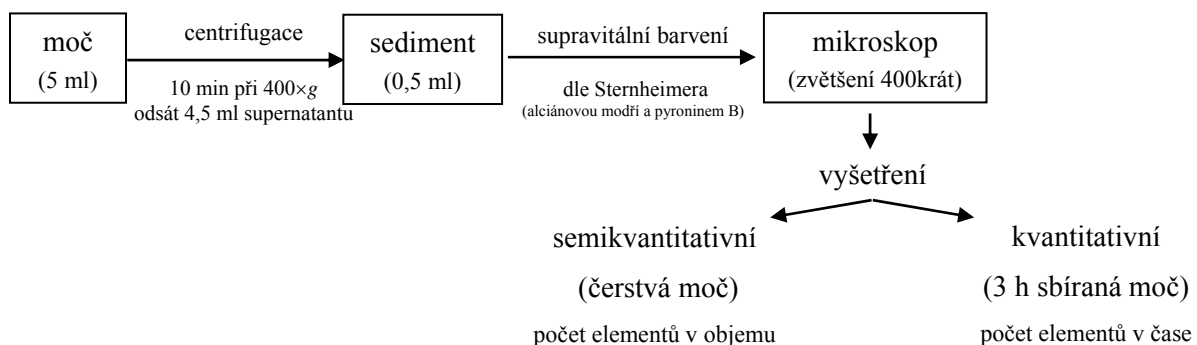 moč
(5 ml)
centrifugace
10 min při 400×g
odsát 4,5 ml supernatantu
sediment
(0,5 ml)
supravitální barvení
dle Sternheimera
(alciánovou modří a pyroninem B)
mikroskop
(zvětšení 400krát)
vyšetření
semikvantitativní
(čerstvá moč)
počet elementů v objemu
kvantitativní
(3 h sbíraná moč)
počet elementů v čase